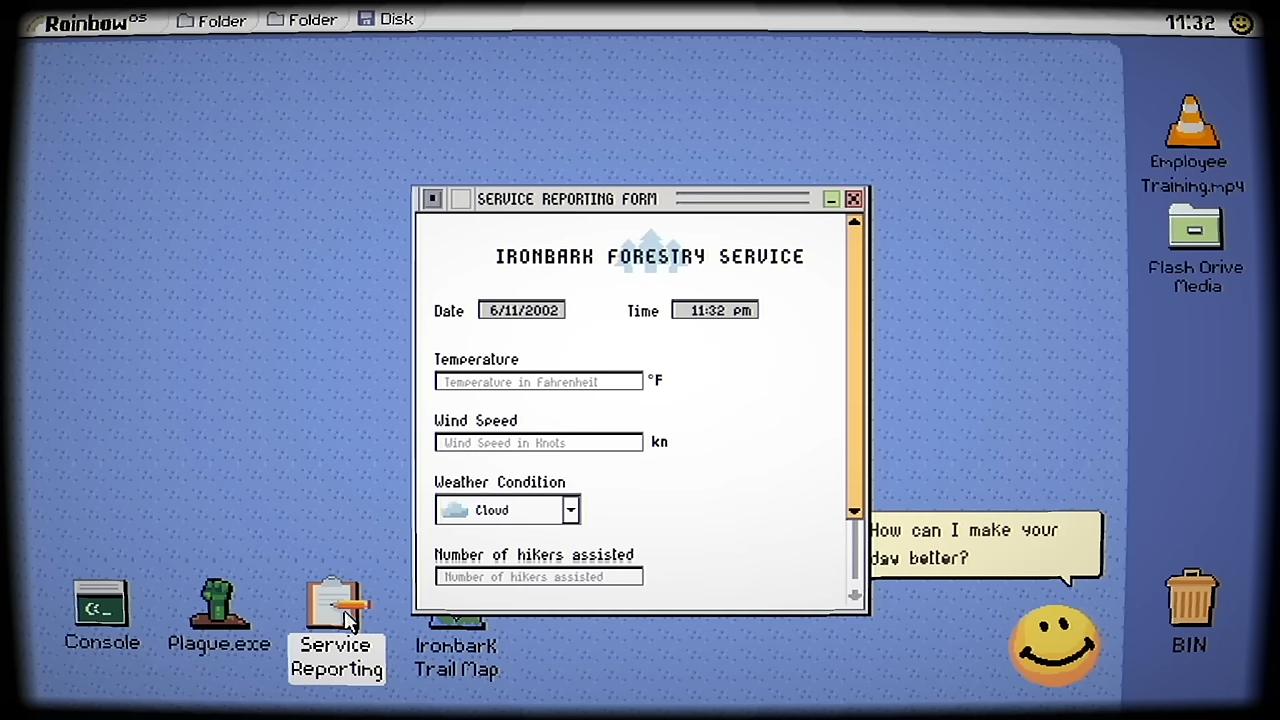 RainbowOS
Folder
Folder
Disk
11:32
Employee
Training.mp4
Flash Drive
Media
SERVICE REPORTING FORM
IRONBARK FORESTRY SERVICE
Date 6/11/2002 Time 11:32 pm
Temperature
Temperature in Fahrenheit °F
Wind Speed
Wind Speed in Knots kn
Weather Condition
Cloud
Number of hikers assisted
Number of hikers assisted
How can I make your
day better?
Console
Plague.exe
Service
Reporting
Ironbark
Trail Map
BIN